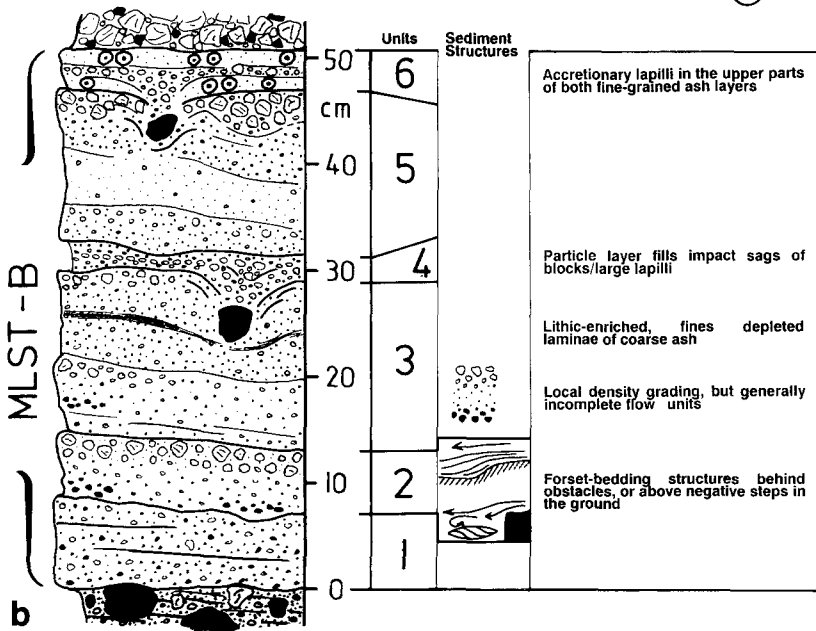 Units
Sediment
Structures
50
cm
40
30
20
10
0
6
5
4
3
2
1
MLST-B
Accretionary lapilli in the upper parts
of both fine-grained ash layers
Particle layer fills impact sags of
blocks/large lapilli
Lithic-enriched, fines depleted
laminae of coarse ash
Local density grading, but generally
incomplete flow units
Forset-bedding structures behind
obstacles, or above negative steps in
the ground
b